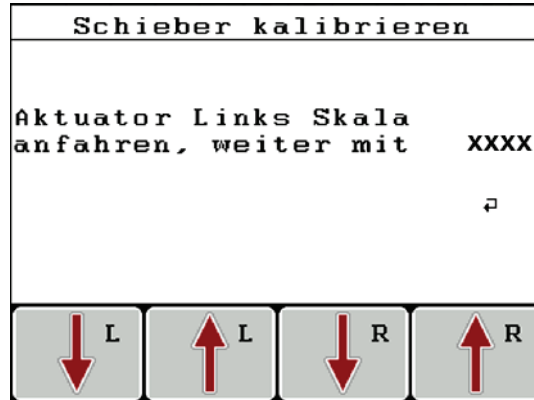 Schieber kalibrieren
Aktuator Links Skala
anfahren, weiter mit XXXX
↵
L L R R